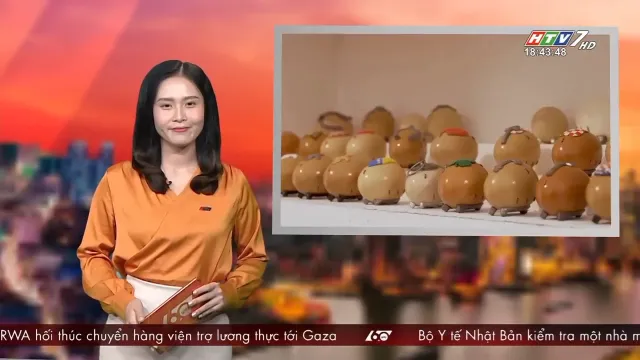 HTV7 HD
18:43:48
RWA hối thúc chuyển hàng viện trợ lương thực tới Gaza
60
Bộ Y tế Nhật Bản kiểm tra một nhà m